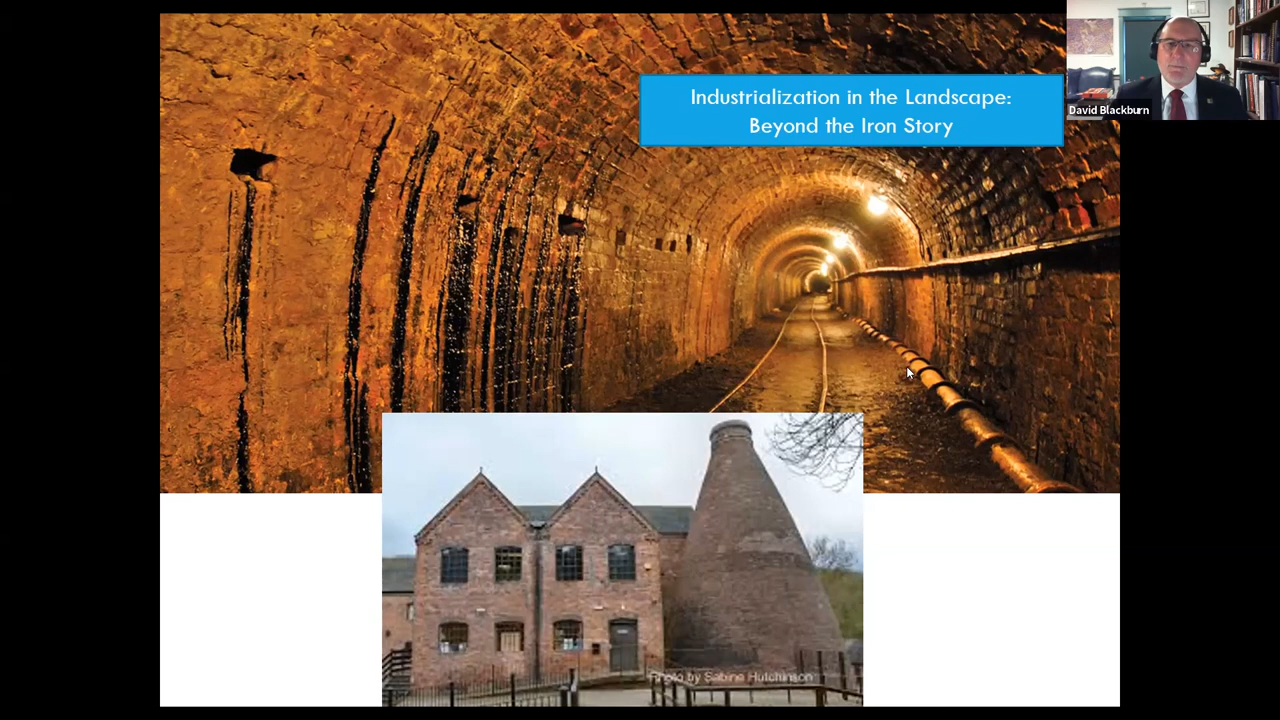 Industrialization in the Landscape:
Beyond the Iron Story
David Blackburn
Photo by Sabine Hutchinson